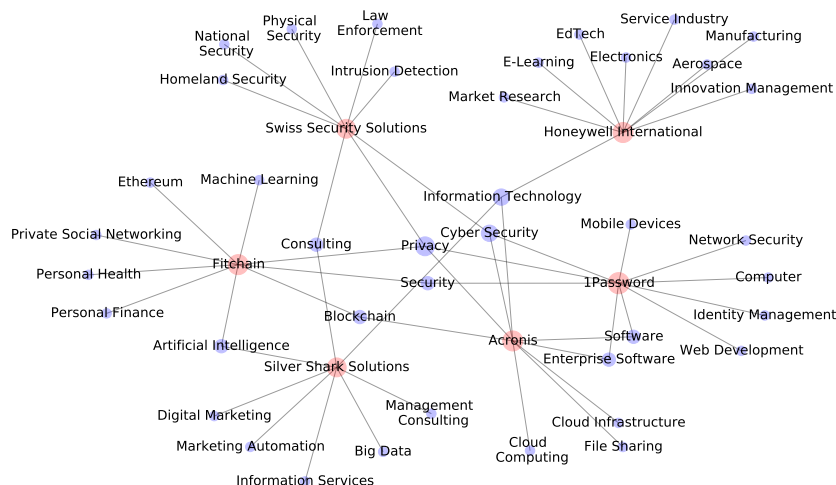 Law
Enforcement
Physical
Security
National
Security
Service Industry
EdTech
Manufacturing
Electronics
E-Learning
Aerospace
Homeland Security
Intrusion Detection
Innovation Management
Market Research
Swiss Security Solutions
Honeywell International
Ethereum
Machine Learning
Information Technology
Mobile Devices
Private Social Networking
Consulting
Privacy
Cyber Security
Network Security
Fitchain
Personal Health
Security
1Password
Computer
Personal Finance
Blockchain
Identity Management
Artificial Intelligence
Acronis
Software
Enterprise Software
Web Development
Silver Shark Solutions
Digital Marketing
Management
Consulting
Cloud Infrastructure
Marketing Automation
Big Data
Cloud
Computing
File Sharing
Information Services